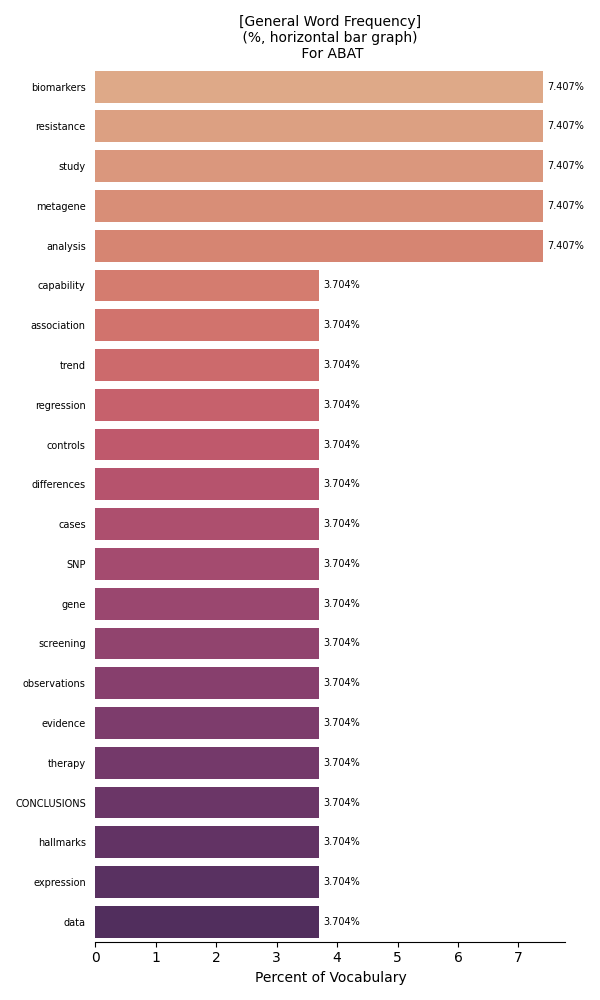 [General Word Frequency]
(%, horizontal bar graph)
For ABAT
biomarkers 7.407%
resistance 7.407%
study 7.407%
metagene 7.407%
analysis 7.407%
capability 3.704%
association 3.704%
trend 3.704%
regression 3.704%
controls 3.704%
differences 3.704%
cases 3.704%
SNP 3.704%
gene 3.704%
screening 3.704%
observations 3.704%
evidence 3.704%
therapy 3.704%
CONCLUSIONS 3.704%
hallmarks 3.704%
expression 3.704%
data 3.704%
0 1 2 3 4 5 6 7
Percent of Vocabulary